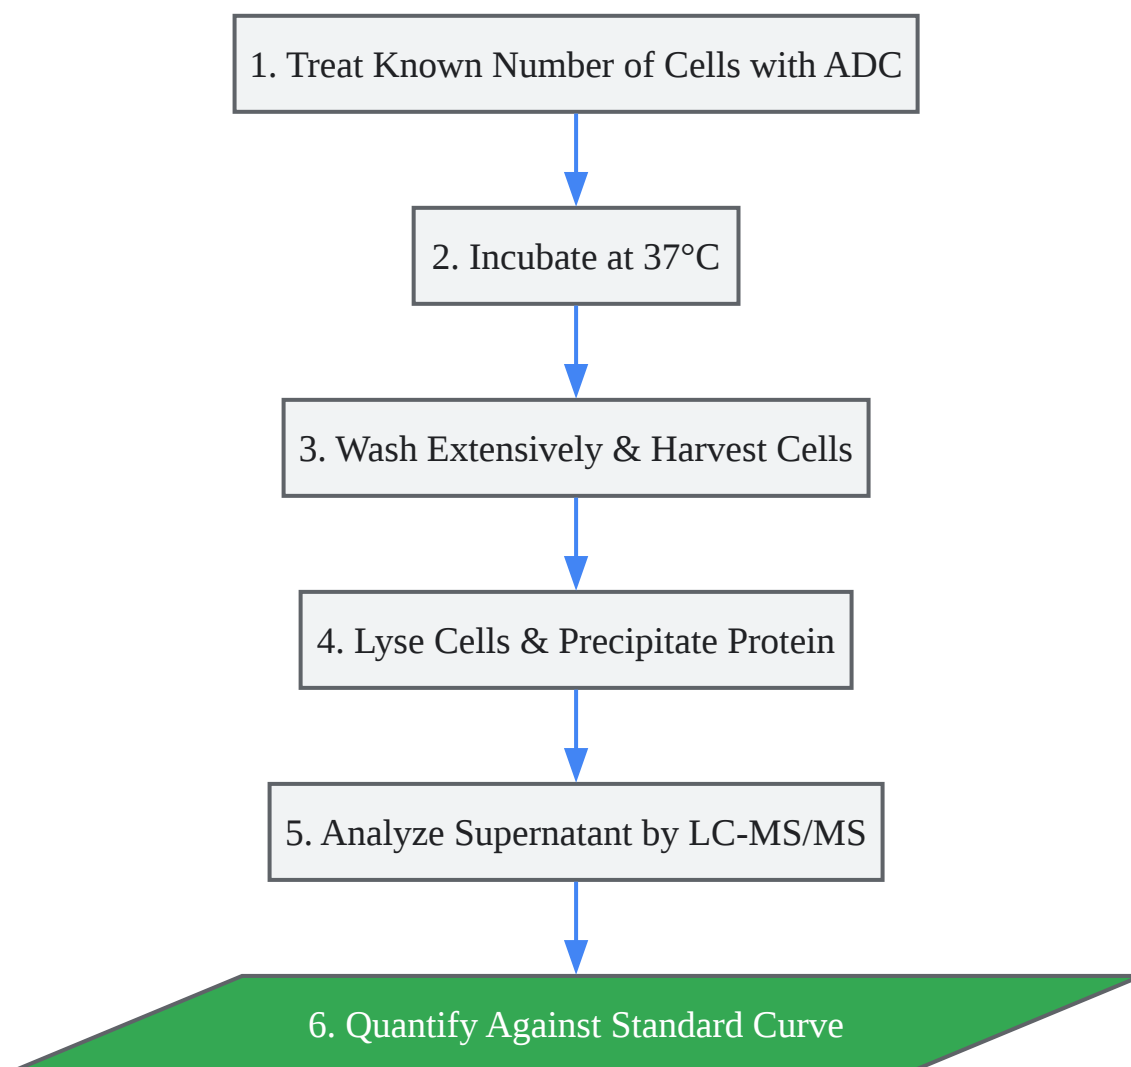 1. Treat Known Number of Cells with ADC
2. Incubate at 37°C
3. Wash Extensively & Harvest Cells
4. Lyse Cells & Precipitate Protein
5. Analyze Supernatant by LC-MS/MS
6. Quantify Against Standard Curve